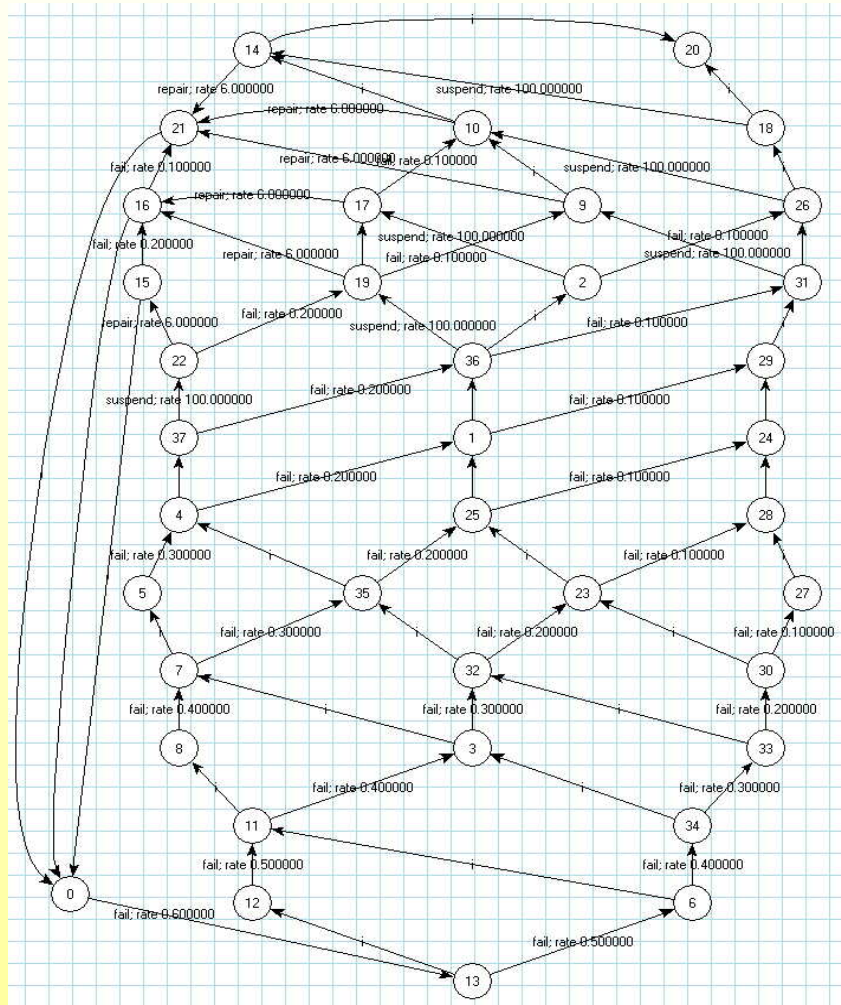 i
14
20
repair; rate 6.000000
i
suspend; rate 100.000000
i
repair; rate 6.000000
21
10
18
repair; rate 6.000000
fail; rate 0.100000
fail; rate 0.100000
i
suspend; rate 100.000000
i
repair; rate 6.000000
16
17
9
26
suspend; rate 100.000000
fail; rate 0.100000
fail; rate 0.200000
repair; rate 6.000000
fail; rate 0.100000
suspend; rate 100.000000
15
19
2
31
fail; rate 0.200000
repair; rate 6.000000
suspend; rate 100.000000
i
fail; rate 0.100000
i
22
36
29
fail; rate 0.200000
suspend; rate 100.000000
fail; rate 0.100000
37
1
24
fail; rate 0.200000
fail; rate 0.100000
4
25
28
fail; rate 0.300000
i
fail; rate 0.200000
i
fail; rate 0.100000
i
5
35
23
27
i
fail; rate 0.300000
i
fail; rate 0.200000
i
fail; rate 0.100000
7
32
30
fail; rate 0.400000
i
fail; rate 0.300000
i
fail; rate 0.200000
8
3
33
i
fail; rate 0.400000
i
fail; rate 0.300000
11
34
fail; rate 0.500000
i
fail; rate 0.400000
0
12
6
fail; rate 0.600000
i
fail; rate 0.500000
13